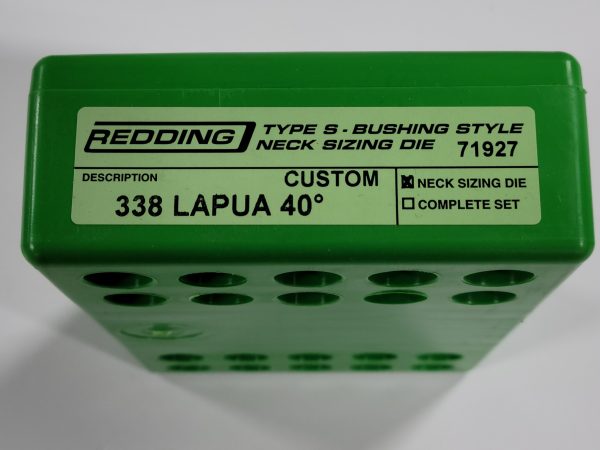 REDDING
TYPE S - BUSHING STYLE
NECK SIZING DIE 71927
DESCRIPTION
CUSTOM
338 LAPUA 40°
NECK SIZING DIE
COMPLETE SET